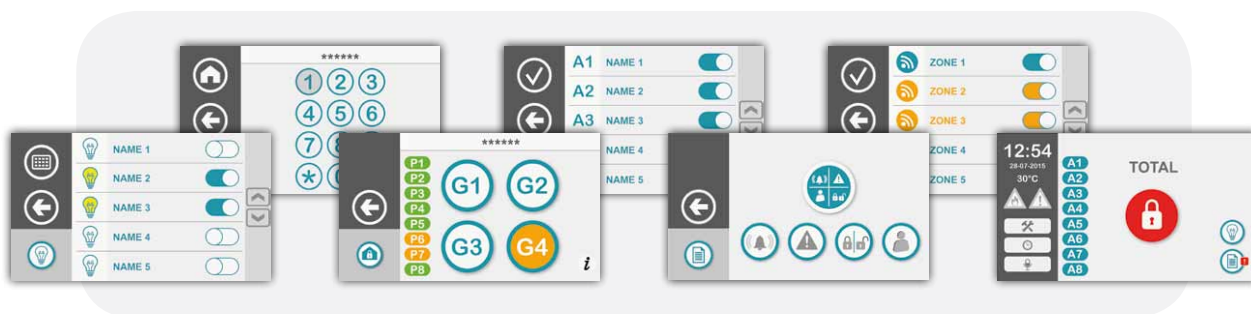 ******
1 2 3
4 5 6
7 8
*
A1 NAME 1
A2 NAME 2
A3 NAME 3
NAME 4
NAME 5
ZONE 1
ZONE 2
ZONE 3
ZONE 4
ZONE 5
NAME 1
NAME 2
NAME 3
NAME 4
NAME 5
******
P1
P2
P3
P4
P5
P6
P7
P8
G1 G2
G3 G4
i
12:54
28-07-2015
30°C
A1
A2
A3
A4
A5
A6
A7
A8
TOTAL